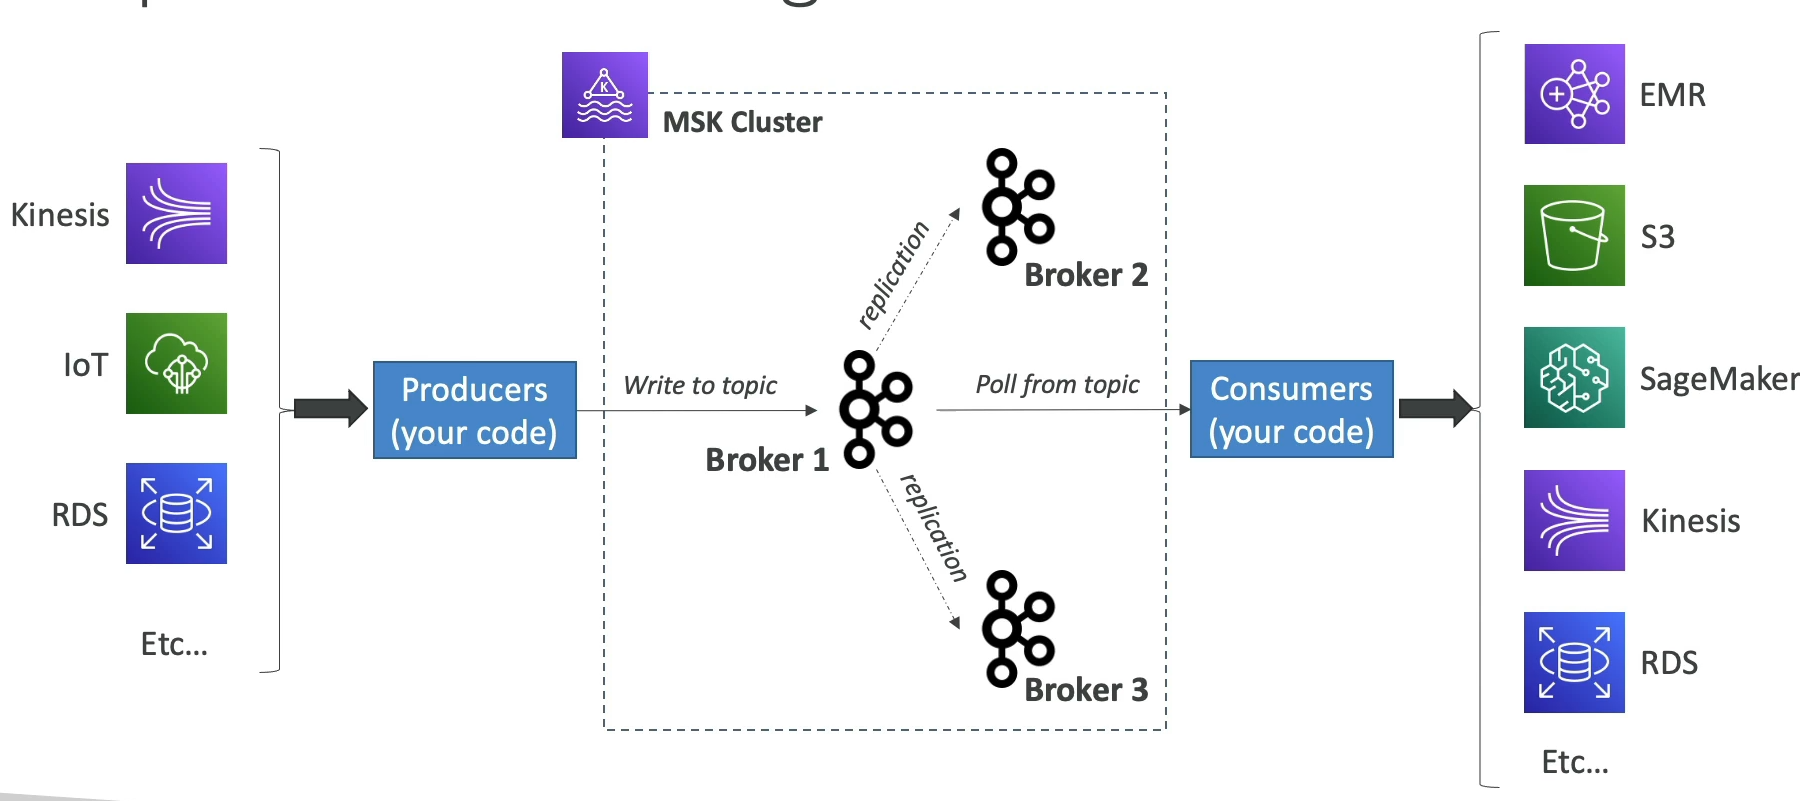 MSK Cluster
Kinesis
IoT
RDS
Etc...
Producers
(your code)
Write to topic
replication
Broker 2
Broker 1
K
replication
Broker 3
Poll from topic
Consumers
(your code)
EMR
S3
SageMaker
Kinesis
RDS
Etc...